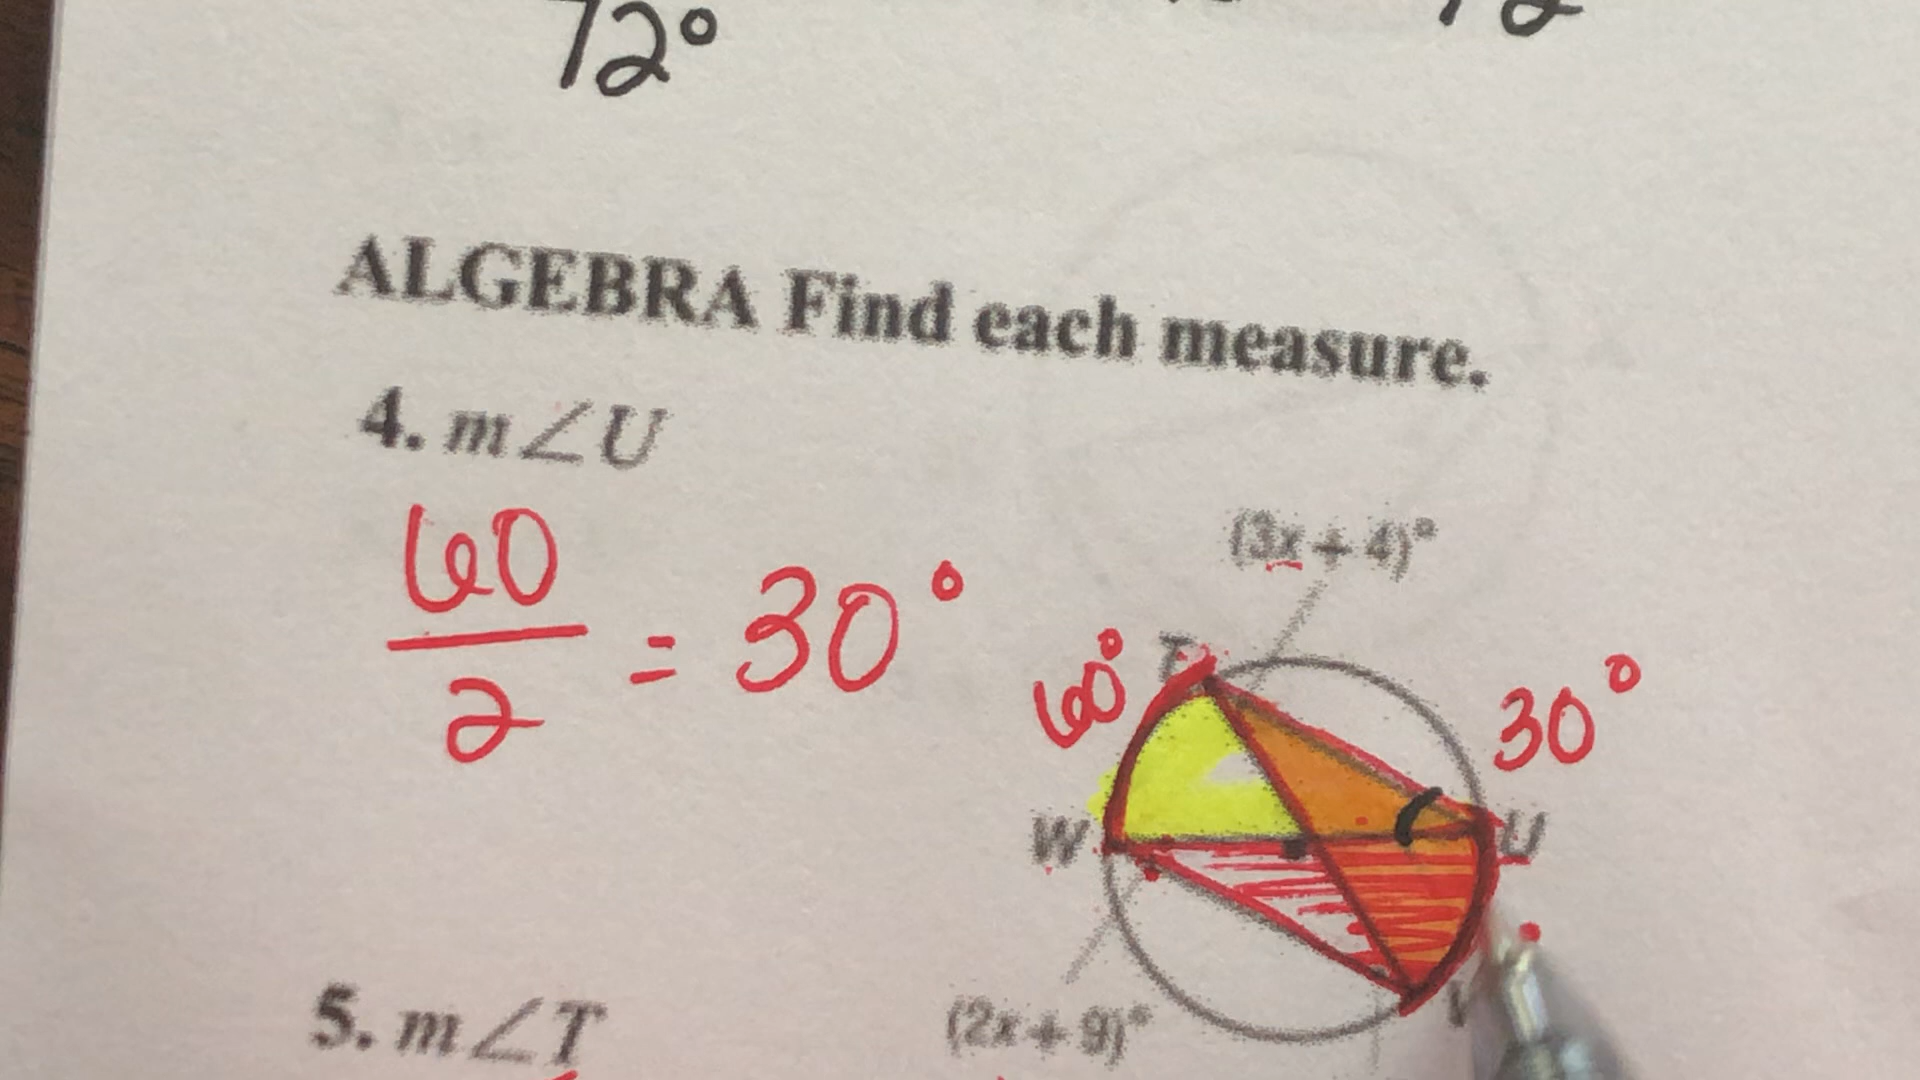 72°
ALGEBRA Find each measure.
4. m∠U
60
2
= 30°
(3x + 4)°
60°
T
30°
W
U
(2x + 9)°
V
5. m∠T